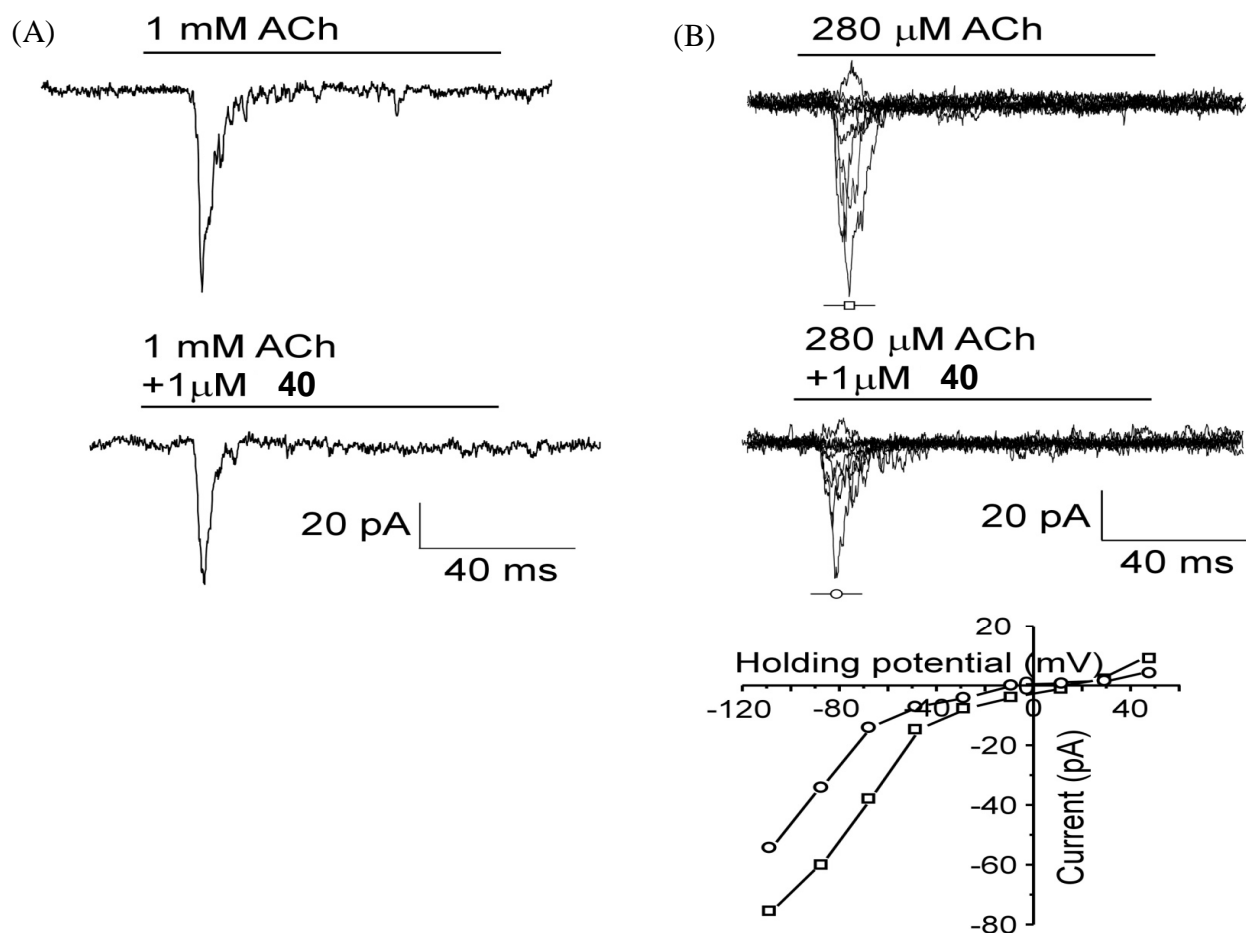 (A)
1 mM ACh
1 mM ACh
+1μM 40
20 pA
40 ms
(B)
280 μM ACh
280 μM ACh
+1μM 40
20 pA
40 ms
20
Holding potential (mV)
-120 -80 -40 0 40
-20
-40
-60
-80
Current (pA)